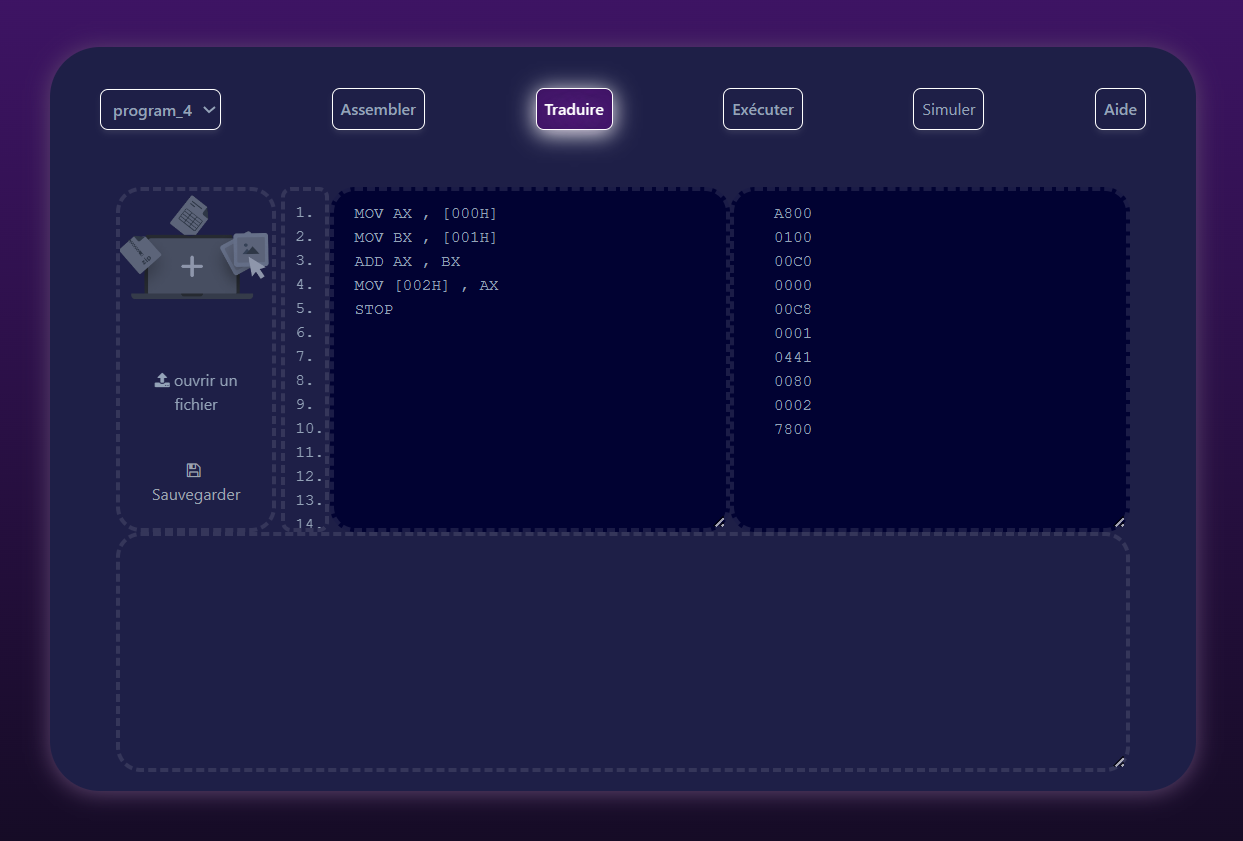 program_4 Assembler Traduire Exécuter Simuler Aide
zip
ouvrir un
fichier
Sauvegarder
1. MOV AX , [000H] A800
2. MOV BX , [001H] 0100
3. ADD AX , BX 00C0
4. MOV [002H] , AX 0000
5. STOP 00C8
6. 0001
7. 0441
8. 0080
9. 0002
10. 7800
11.
12.
13.
14.